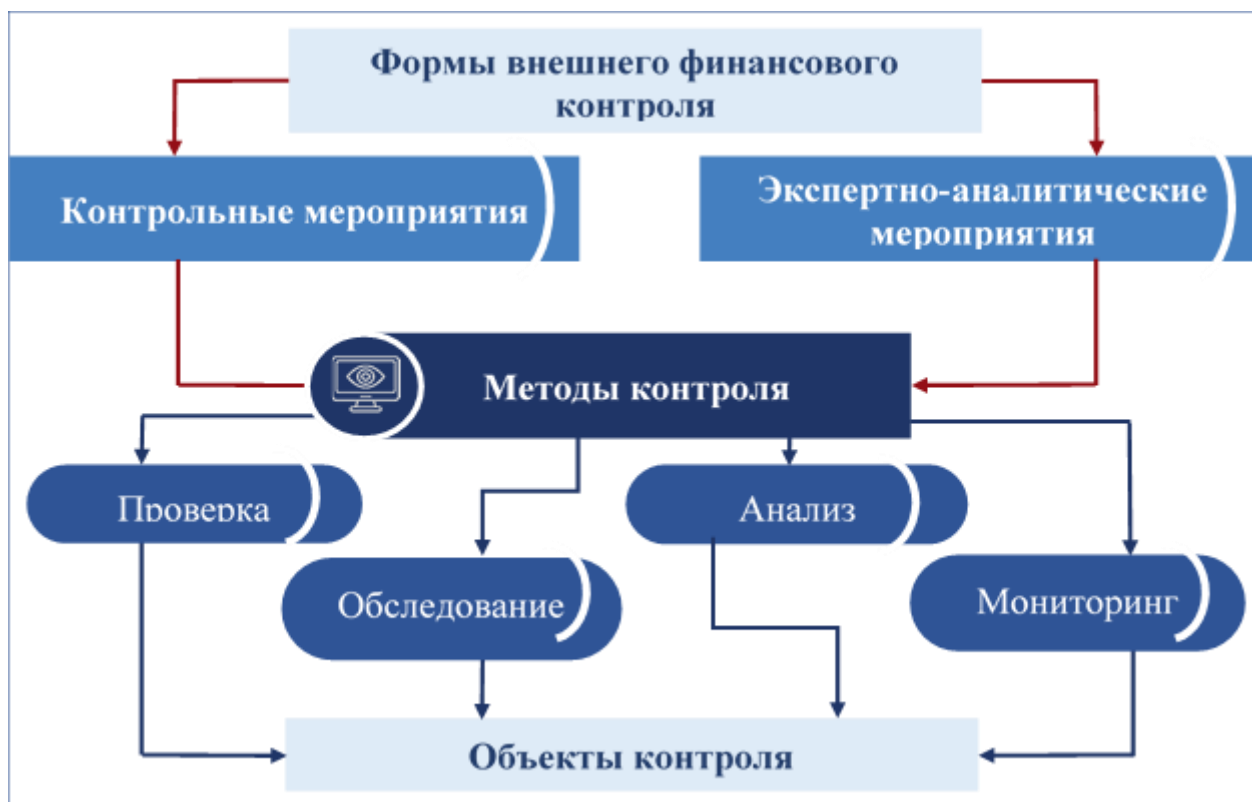 Формы внешнего финансового
контроля
Контрольные мероприятия
Экспертно-аналитические
мероприятия
Методы контроля
Проверка
Анализ
Обследование
Мониторинг
Объекты контроля